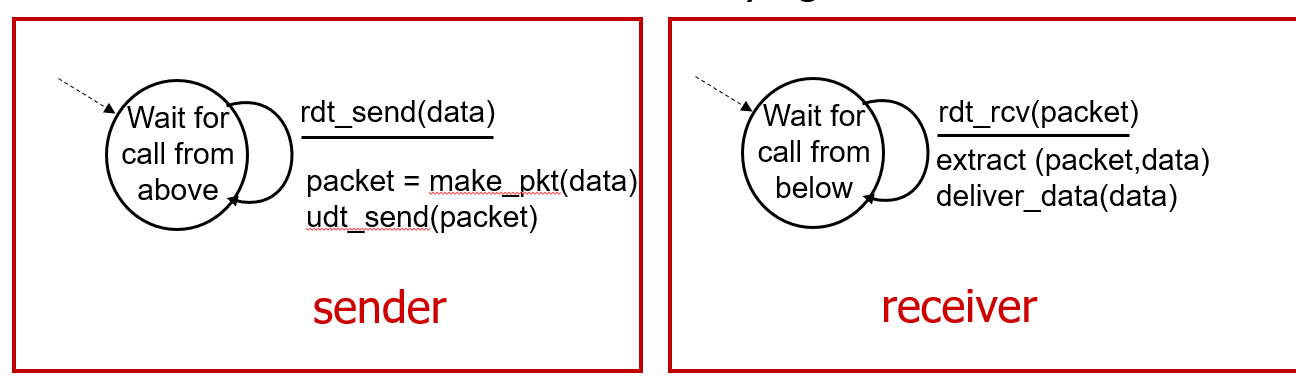 Wait for
call from
above
rdt_send(data)
packet = make_pkt(data)
udt_send(packet)
sender
Wait for
call from
below
rdt_rcv(packet)
extract (packet,data)
deliver_data(data)
receiver